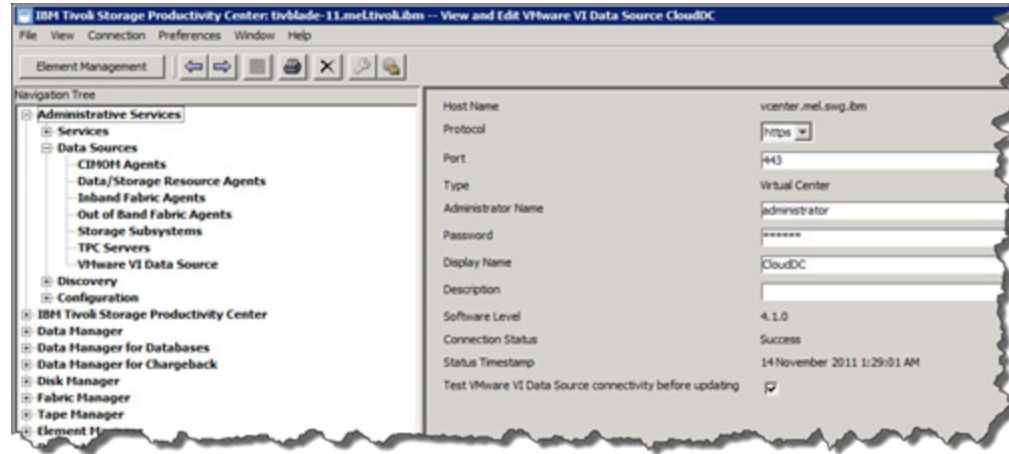 IBM Tivoli Storage Productivity Center: tivblade-11.mel.tivoli.ibm -- View and Edit VMware VI Data Source CloudDC
File View Connection Preferences Window Help
Element Management
Navigation Tree
Administrative Services
Services
Data Sources
CIMOM Agents
Data/Storage Resource Agents
Inband Fabric Agents
Out of Band Fabric Agents
Storage Subsystems
TPC Servers
VMware VI Data Source
Discovery
Configuration
IBM Tivoli Storage Productivity Center
Data Manager
Data Manager for Databases
Data Manager for Chargeback
Disk Manager
Fabric Manager
Tape Manager
Element
Host Name vcenter.mel.swg.ibm
Protocol https
Port 443
Type Virtual Center
Administrator Name administrator
Password ******
Display Name CloudDC
Description
Software Level 4.1.0
Connection Status Success
Status Timestamp 14 November 2011 1:29:01 AM
Test VMware VI Data Source connectivity before updating